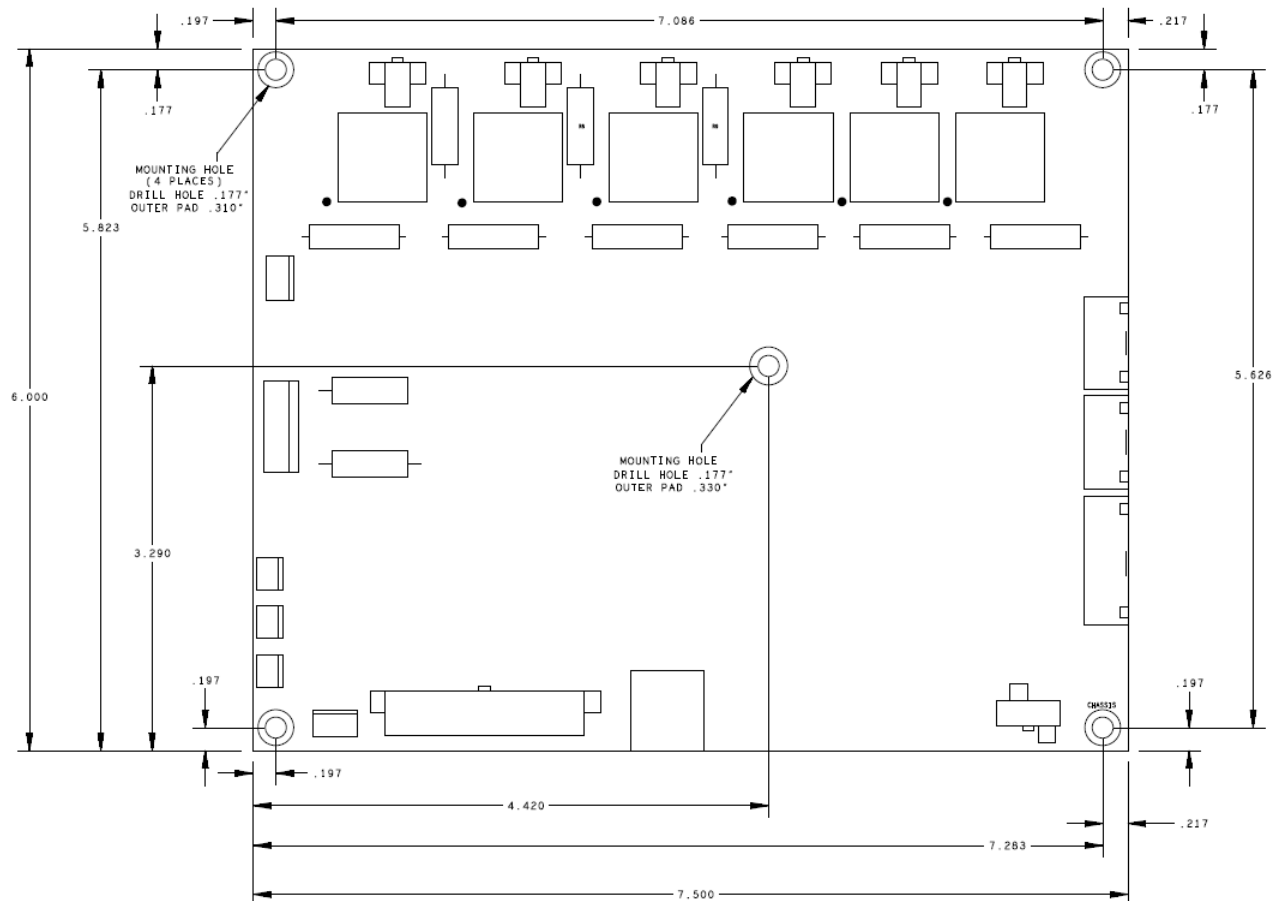 .197
7.086
.217
.177
.177
MOUNTING HOLE
(4 PLACES)
DRILL HOLE .177"
OUTER PAD .310"
R5
R6
5.823
6.000
5.626
MOUNTING HOLE
DRILL HOLE .177"
OUTER PAD .330"
3.290
.197
.197
CHASSIS
.197
4.420
.217
7.283
7.500